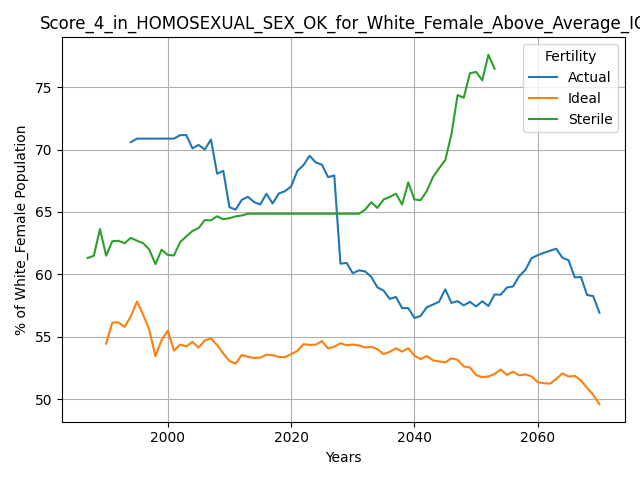 Score_4_in_HOMOSEXUAL_SEX_OK_for_White_Female_Above_Average_IQ
Fertility
Actual
Ideal
Sterile
% of White_Female Population
75
70
65
60
55
50
2000
2020
2040
2060
Years